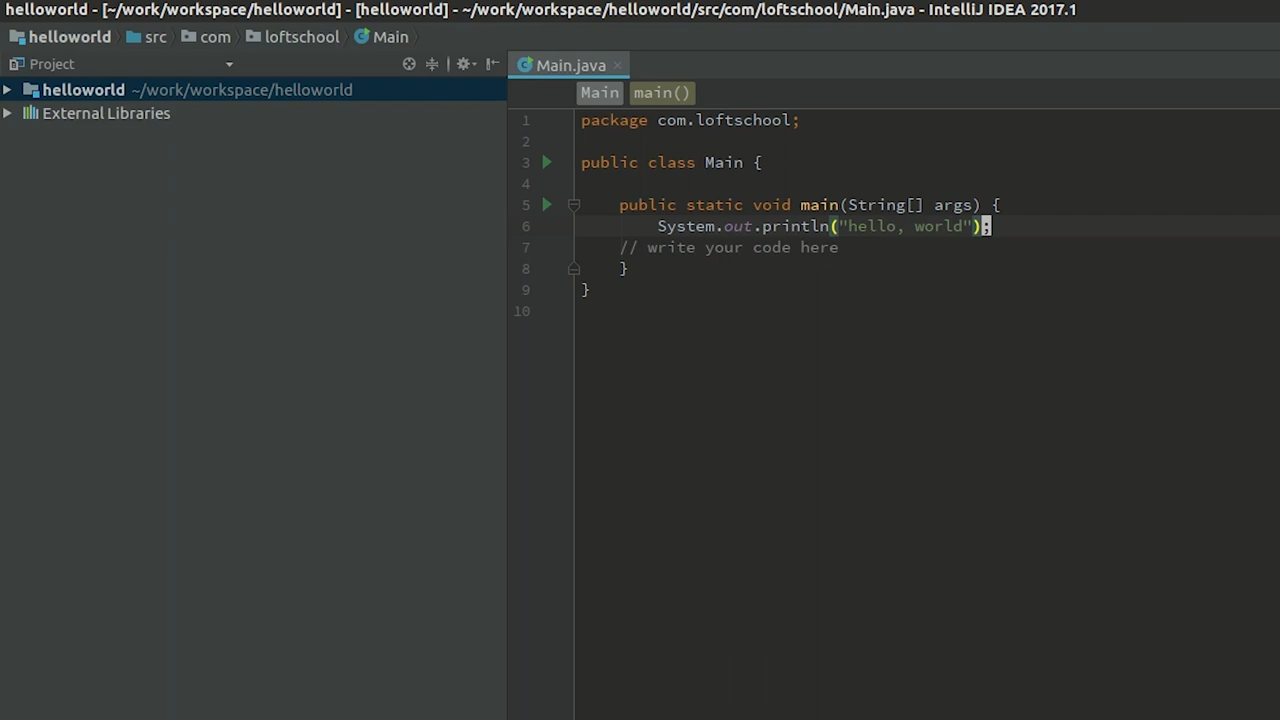 helloworld - [~/work/workspace/helloworld] - [helloworld] - ~/work/workspace/helloworld/src/com/loftschool/Main.java - IntelliJ IDEA 2017.1
helloworld src com loftschool Main
Project
helloworld ~/work/workspace/helloworld
External Libraries
Main.java
Main main()
1 package com.loftschool;
2
3 public class Main {
4
5 public static void main(String[] args) {
6 System.out.println("hello, world");
7 // write your code here
8 }
9 }
10